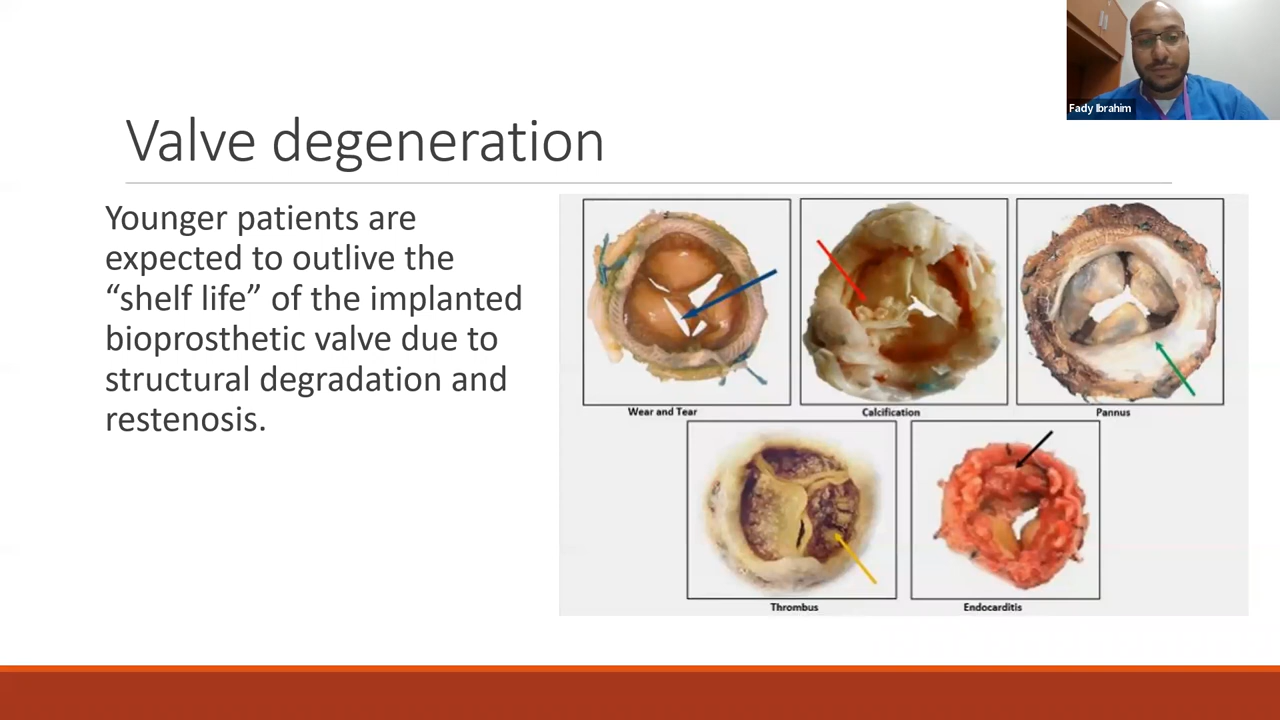 Fady Ibrahim
Valve degeneration
Younger patients are
expected to outlive the
“shelf life” of the implanted
bioprosthetic valve due to
structural degradation and
restenosis.
Wear and Tear
Calcification
Pannus
Thrombus
Endocarditis